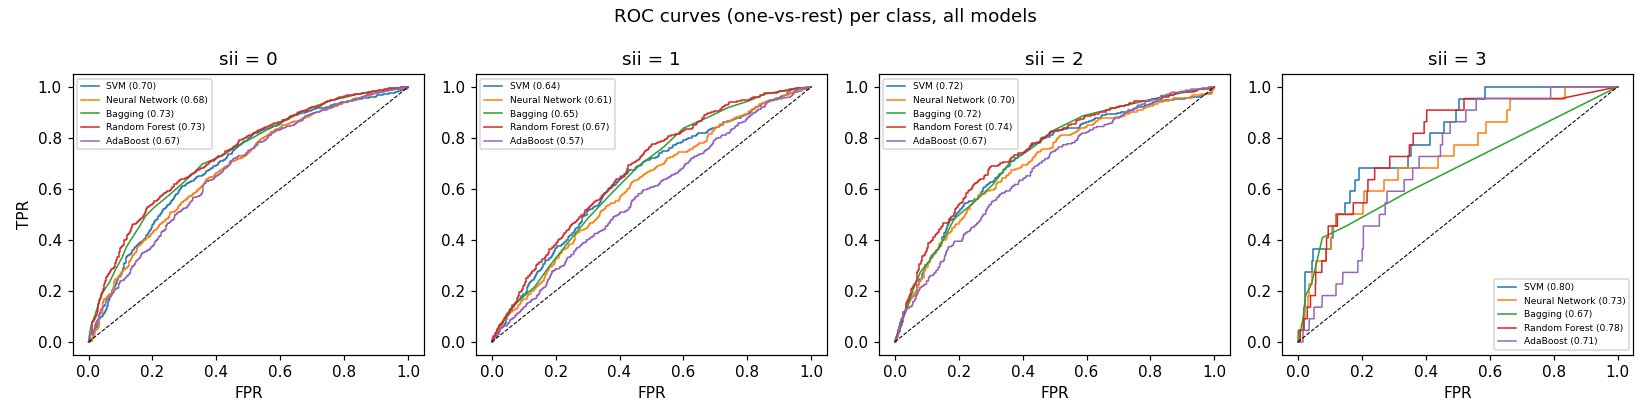 ROC curves (one-vs-rest) per class, all models
sii = 0
SVM (0.70)
Neural Network (0.68)
Bagging (0.73)
Random Forest (0.73)
AdaBoost (0.67)
TPR
1.0
0.8
0.6
0.4
0.2
0.0
0.0 0.2 0.4 0.6 0.8 1.0
FPR
sii = 1
SVM (0.64)
Neural Network (0.61)
Bagging (0.65)
Random Forest (0.67)
AdaBoost (0.57)
1.0
0.8
0.6
0.4
0.2
0.0
0.0 0.2 0.4 0.6 0.8 1.0
FPR
sii = 2
SVM (0.72)
Neural Network (0.70)
Bagging (0.72)
Random Forest (0.74)
AdaBoost (0.67)
1.0
0.8
0.6
0.4
0.2
0.0
0.0 0.2 0.4 0.6 0.8 1.0
FPR
sii = 3
1.0
0.8
0.6
0.4
0.2
0.0
SVM (0.80)
Neural Network (0.73)
Bagging (0.67)
Random Forest (0.78)
AdaBoost (0.71)
0.0 0.2 0.4 0.6 0.8 1.0
FPR